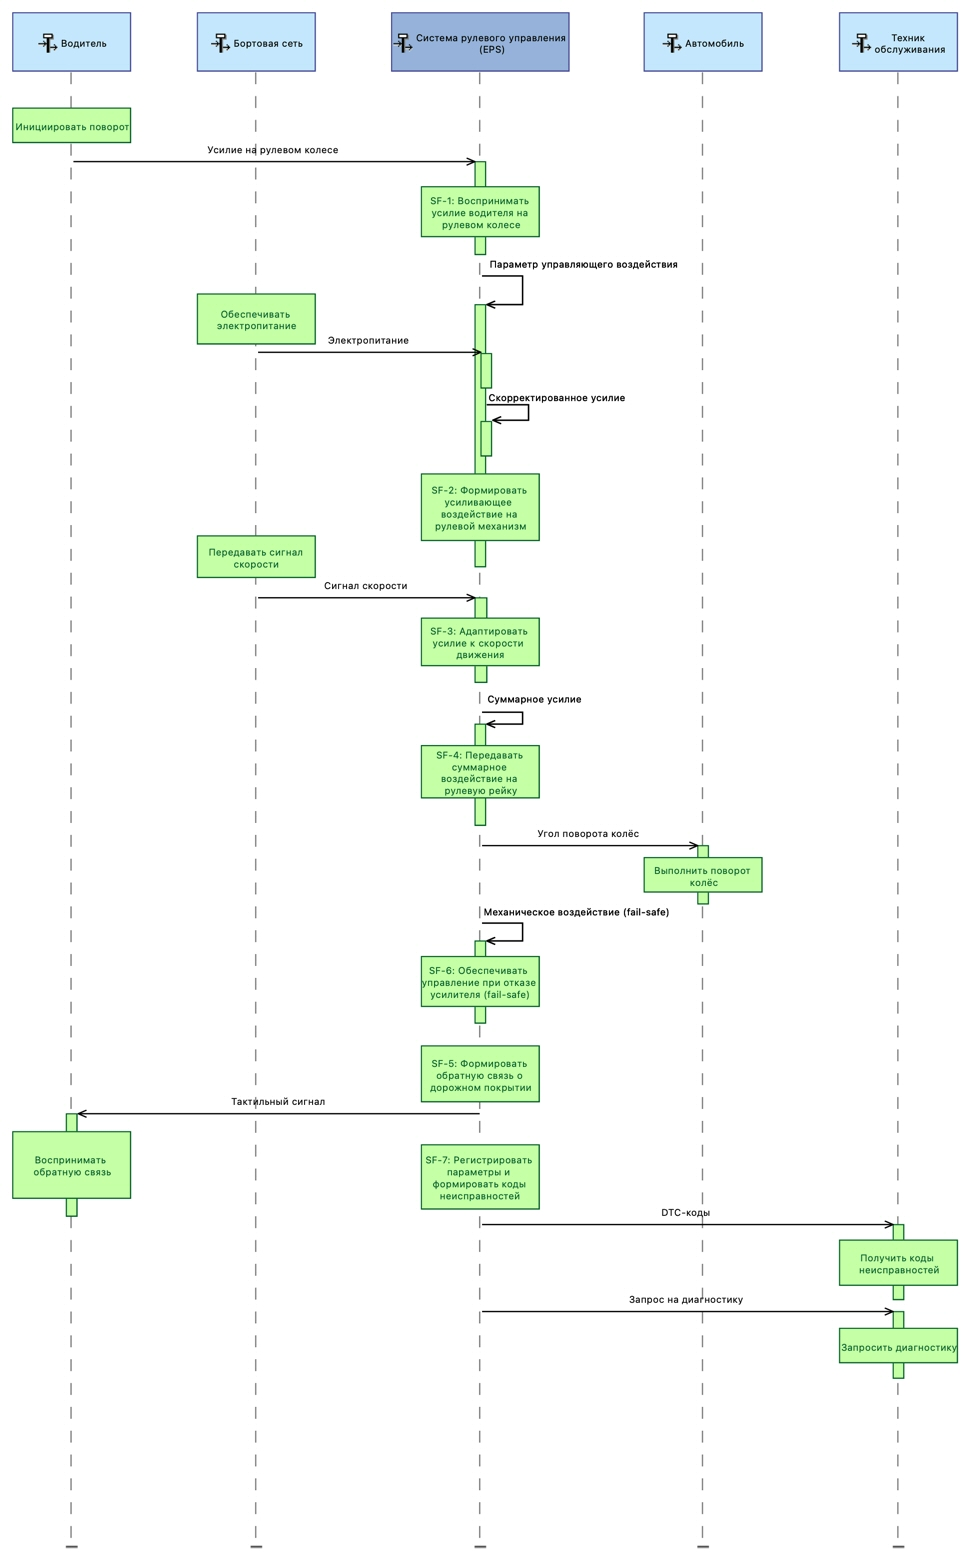 Водитель
Бортовая сеть
Система рулевого управления
(EPS)
Автомобиль
Техник
обслуживания
Инициировать поворот
Усилие на рулевом колесе
SF-1: Воспринимать
усилие водителя на
рулевом колесе
Параметр управляющего воздействия
Обеспечивать
электропитание
Электропитание
Скорректированное усилие
SF-2: Формировать
усиливающее
воздействие на
рулевой механизм
Передавать сигнал
скорости
Сигнал скорости
SF-3: Адаптировать
усилие к скорости
движения
Суммарное усилие
SF-4: Передавать
суммарное
воздействие на
рулевую рейку
Угол поворота колёс
Выполнить поворот
колёс
Механическое воздействие (fail-safe)
SF-6: Обеспечивать
управление при отказе
усилителя (fail-safe)
SF-5: Формировать
обратную связь о
дорожном покрытии
Тактильный сигнал
Воспринимать
обратную связь
SF-7: Регистрировать
параметры и
формировать коды
неисправностей
DTC-коды
Получить коды
неисправностей
Запрос на диагностику
Запросить диагностику